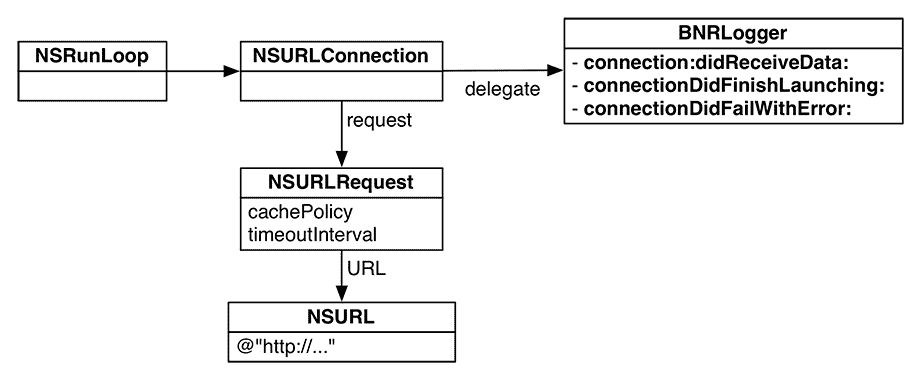 NSRunLoop
NSURLConnection
BNRLogger
- connection:didReceiveData:
- connectionDidFinishLaunching:
- connectionDidFailWithError:
delegate
request
NSURLRequest
cachePolicy
timeoutInterval
URL
NSURL
@"http://..."